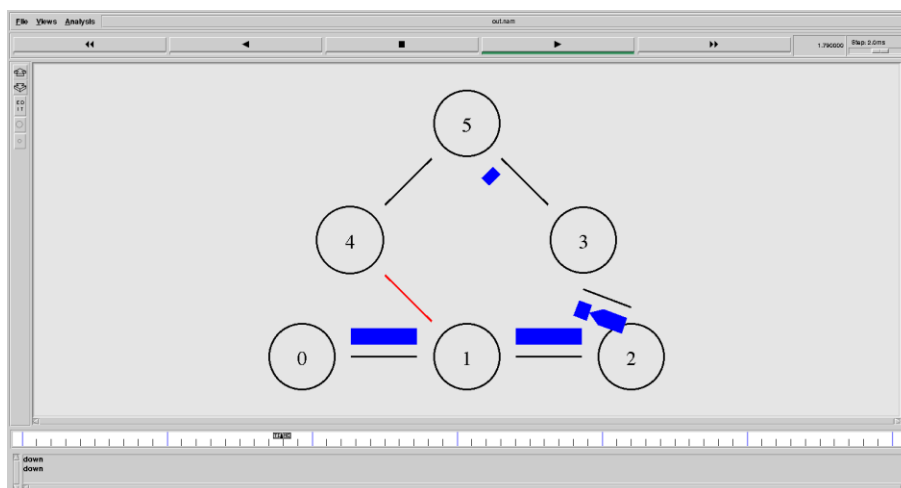 File Views Analysis out.nam
1.790000 Step: 2.0ms
5
4 3
0 1 2
down
down